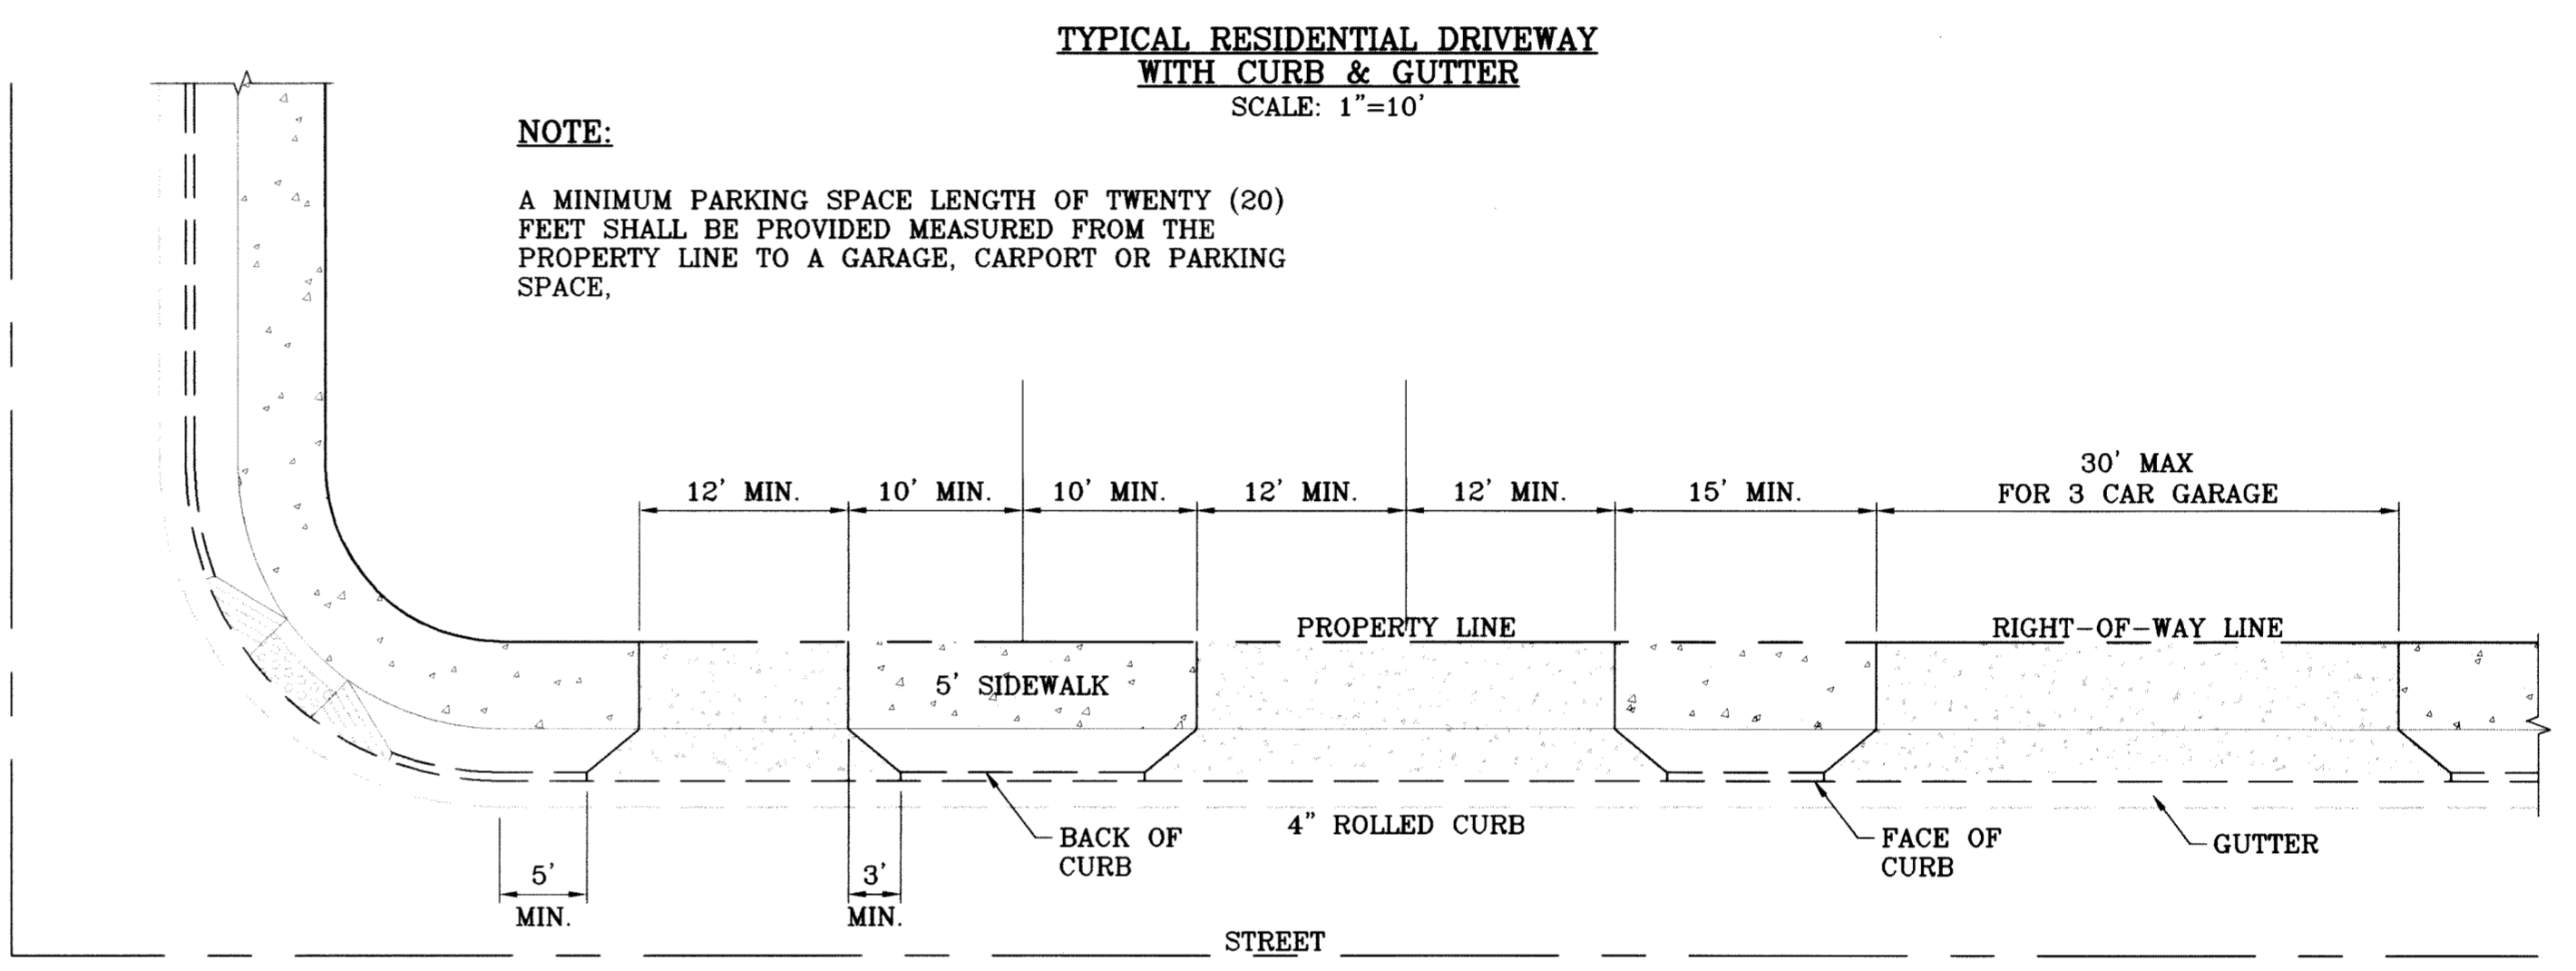 TYPICAL RESIDENTIAL DRIVEWAY
WITH CURB & GUTTER
SCALE: 1"=10'
NOTE:
A MINIMUM PARKING SPACE LENGTH OF TWENTY (20)
FEET SHALL BE PROVIDED MEASURED FROM THE
PROPERTY LINE TO A GARAGE, CARPORT OR PARKING
SPACE,
12' MIN.
10' MIN.
10' MIN.
12' MIN.
12' MIN.
15' MIN.
30' MAX
FOR 3 CAR GARAGE
PROPERTY LINE
RIGHT-OF-WAY LINE
5' SIDEWALK
4" ROLLED CURB
BACK OF
CURB
FACE OF
CURB
GUTTER
5'
MIN.
3'
MIN.
STREET